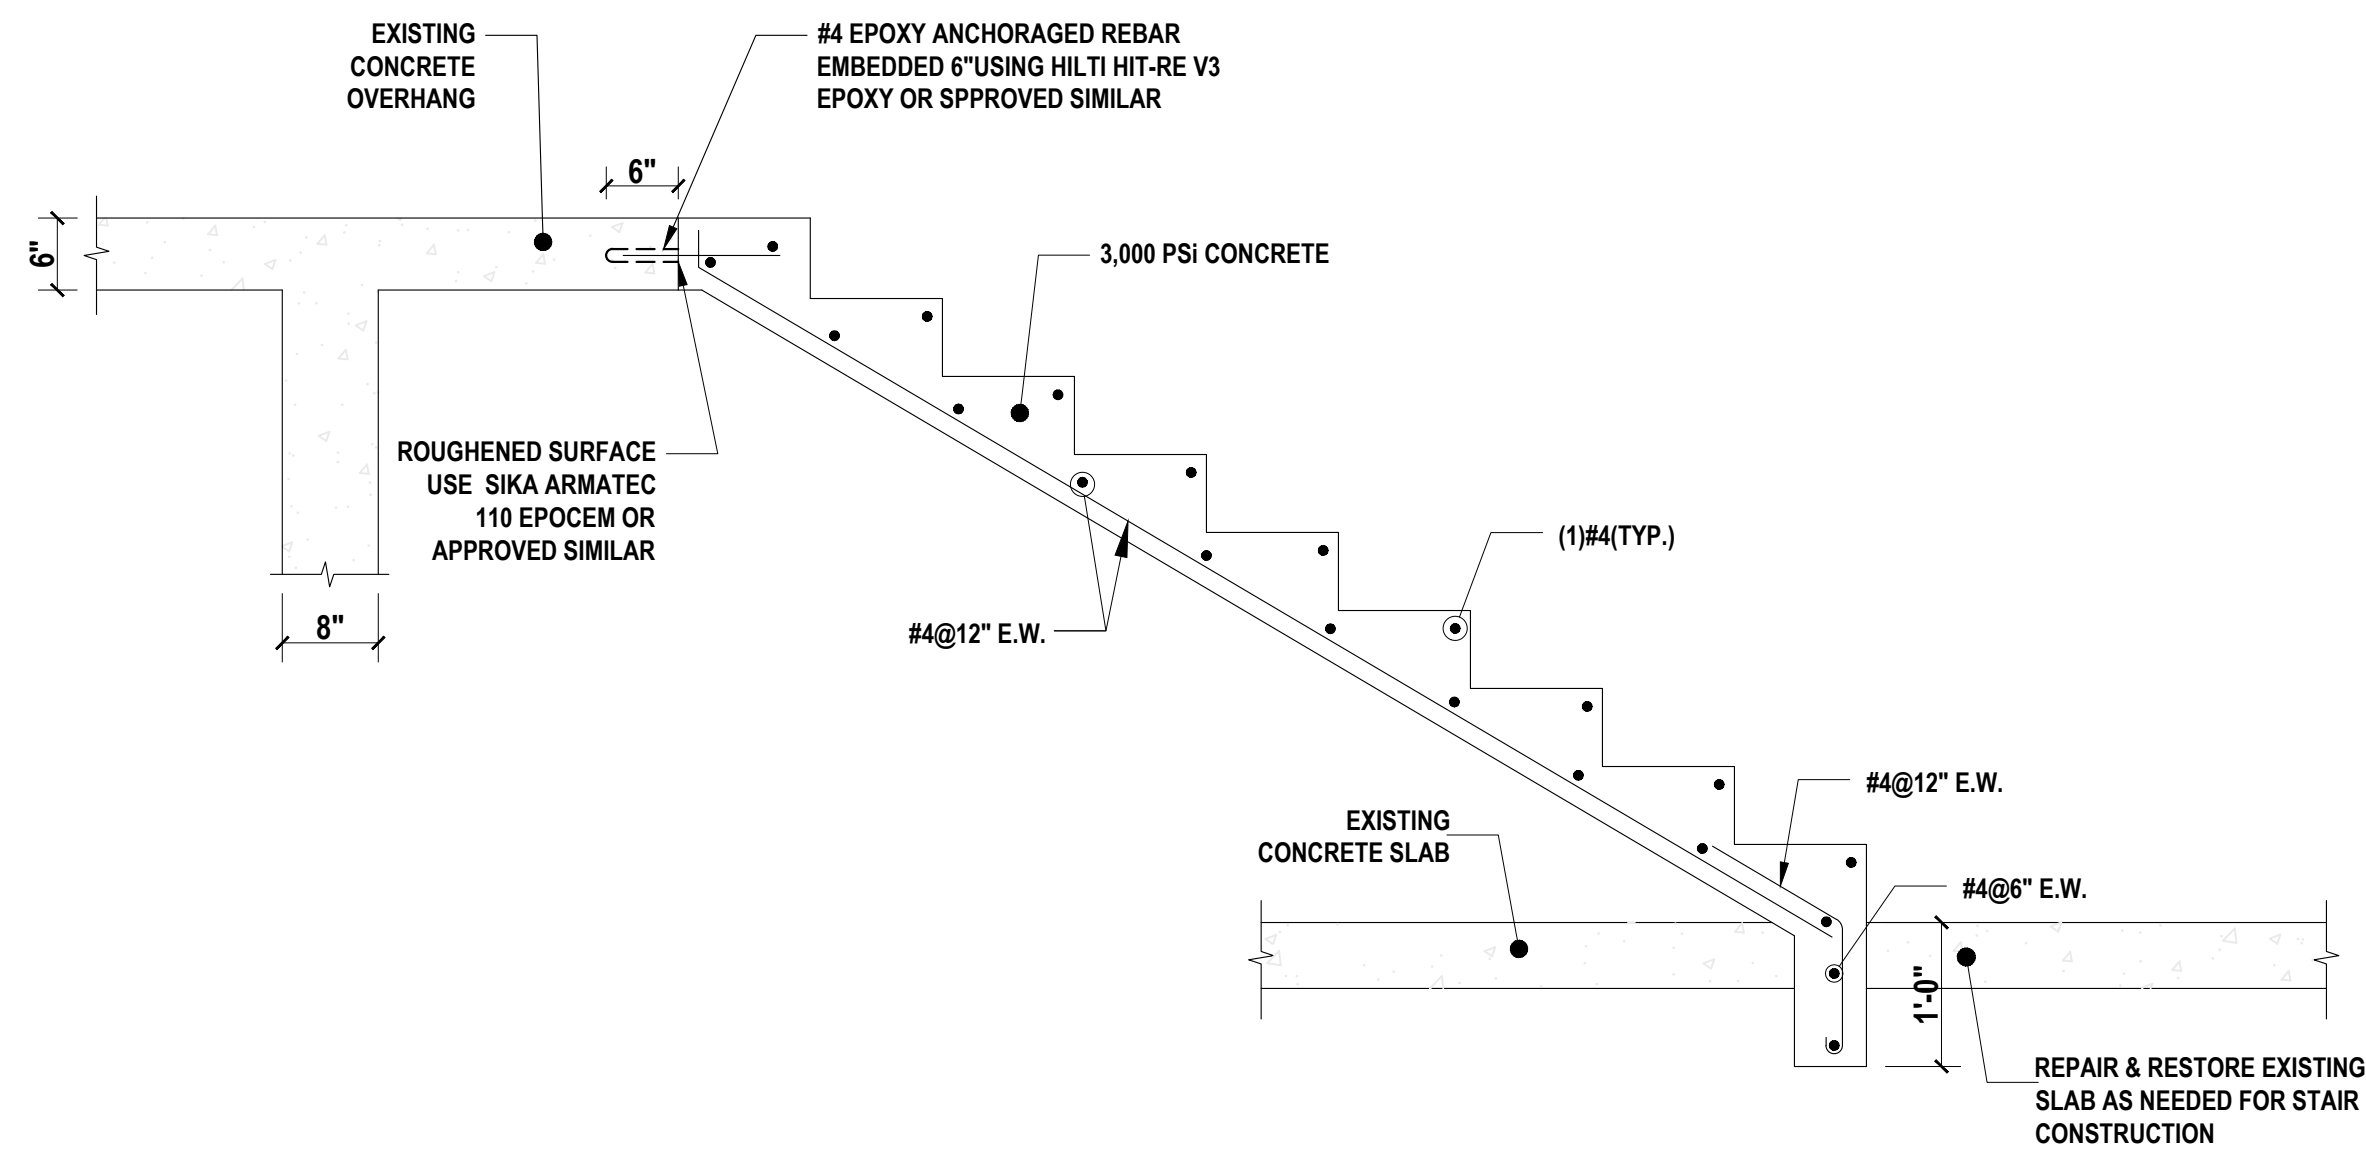 EXISTING
CONCRETE
OVERHANG
#4 EPOXY ANCHORAGED REBAR
EMBEDDED 6"USING HILTI HIT-RE V3
EPOXY OR SPPROVED SIMILAR
6"
6"
3,000 PSi CONCRETE
ROUGHENED SURFACE
USE SIKA ARMATEC
110 EPOCEM OR
APPROVED SIMILAR
8"
#4@12" E.W.
(1)#4(TYP.)
#4@12" E.W.
EXISTING
CONCRETE SLAB
#4@6" E.W.
1'-0"
REPAIR & RESTORE EXISTING
SLAB AS NEEDED FOR STAIR
CONSTRUCTION